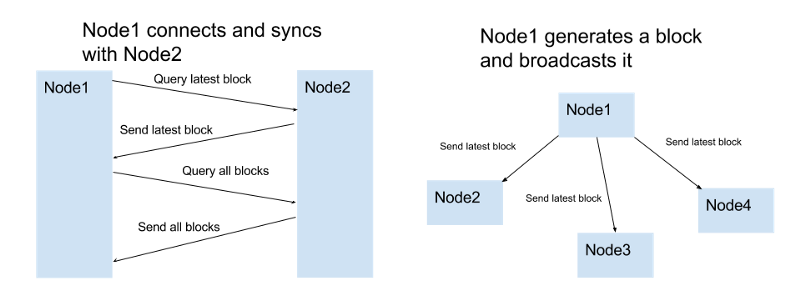 Node1 connects and syncs
with Node2
Node1
Node2
Query latest block
Send latest block
Query all blocks
Send all blocks
Node1 generates a block
and broadcasts it
Node1
Send latest block
Send latest block
Send latest block
Node2
Node4
Node3